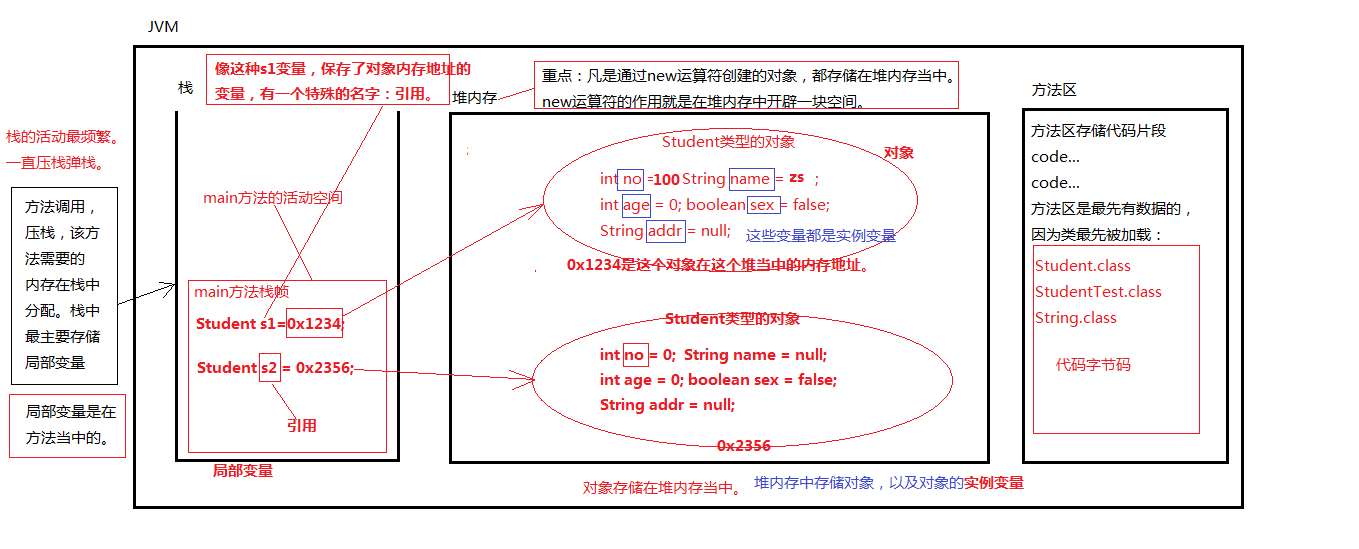 JVM
栈
像这种s1变量，保存了对象内存地址的
变量，有一个特殊的名字：引用。
栈的活动最频繁。
一直压栈弹栈。
方法调用，
压栈，该方
法需要的
内存在栈中
分配。栈中
最主要存储
局部变量
局部变量是在
方法当中的。
main方法的活动空间
main方法栈帧
Student s1=0x1234;
Student s2 = 0x2356;
引用
局部变量
堆内存
重点：凡是通过new运算符创建的对象，都存储在堆内存当中。
new运算符的作用就是在堆内存中开辟一块空间。
Student类型的对象
对象
int no =100 String name = zs ;
int age = 0; boolean sex = false;
String addr = null;
这些变量都是实例变量
0x1234是这个对象在这个堆当中的内存地址。
Student类型的对象
int no = 0; String name = null;
int age = 0; boolean sex = false;
String addr = null;
0x2356
对象存储在堆内存当中。
堆内存中存储对象，以及对象的实例变量
方法区
方法区存储代码片段
code...
code...
方法区是最先有数据的，
因为类最先被加载：
Student.class
StudentTest.class
String.class
代码字节码